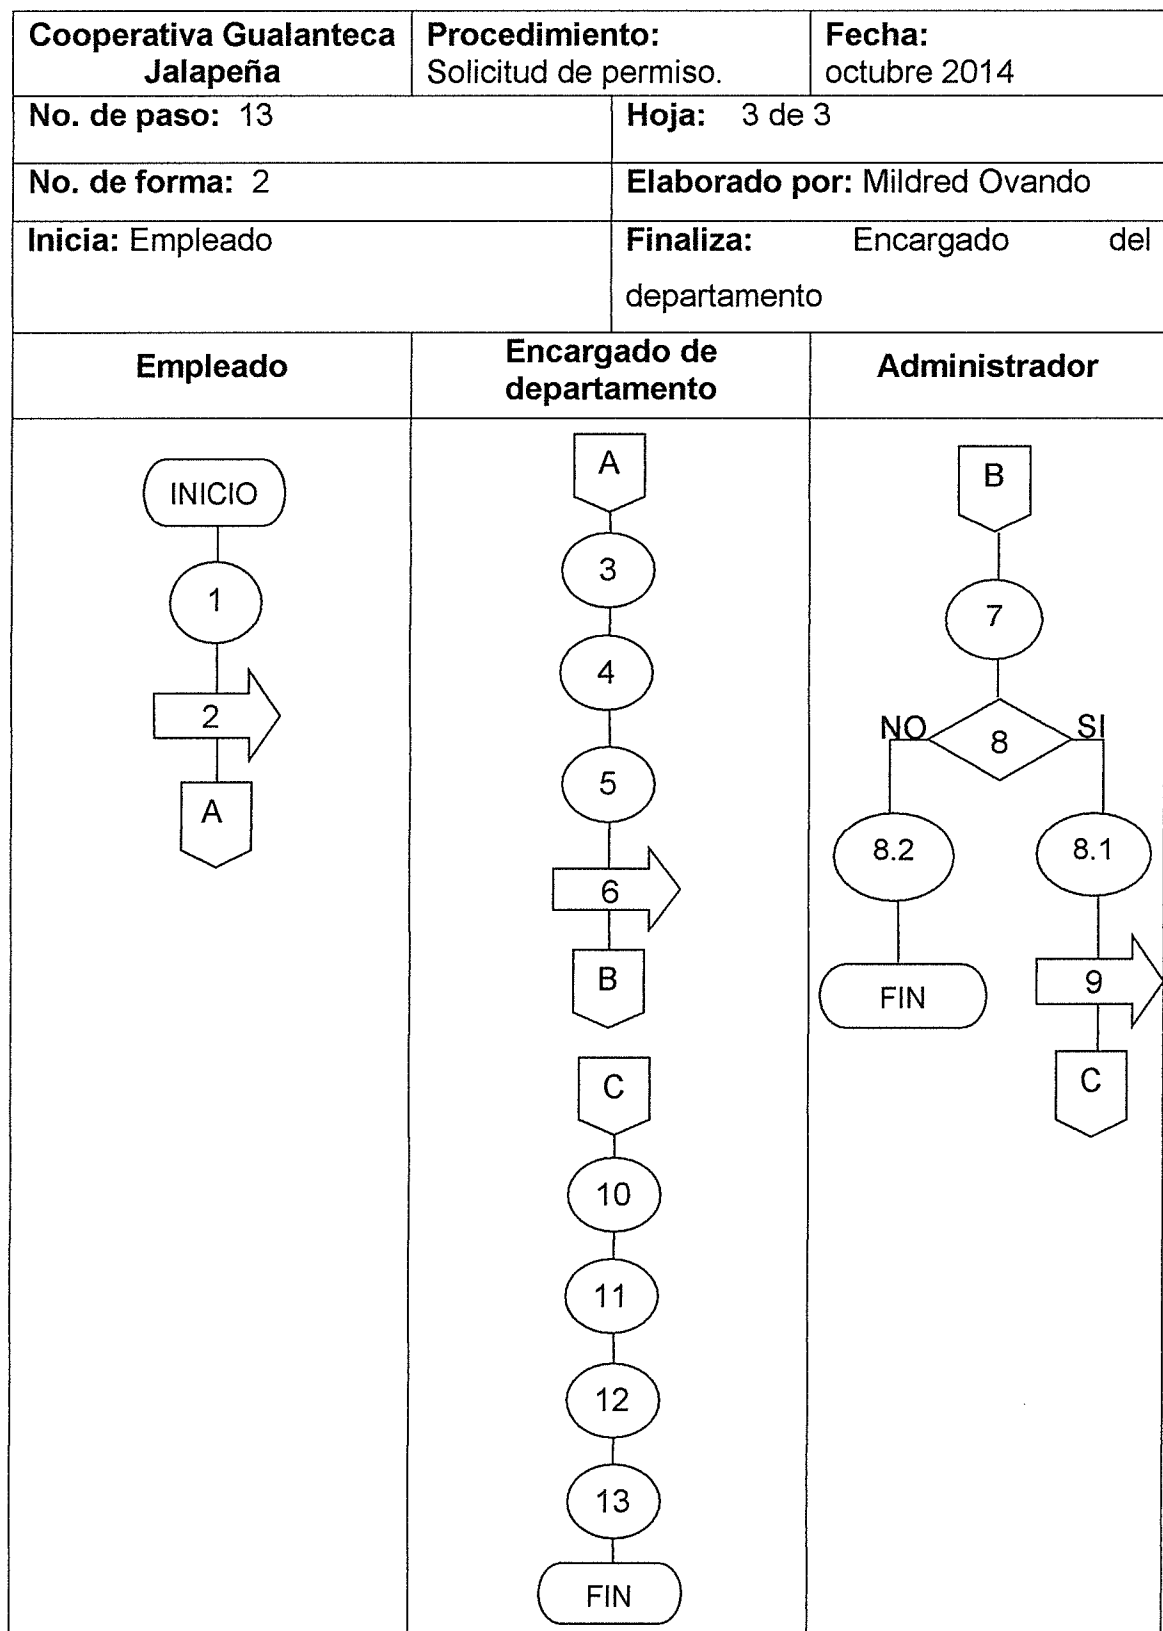 Cooperativa Gualanteca
Jalapeña
Procedimiento:
Solicitud de permiso.
Fecha:
octubre 2014
No. de paso: 13
Hoja: 3 de 3
No. de forma: 2
Elaborado por: Mildred Ovando
Inicia: Empleado
Finaliza: Encargado del
departamento
Empleado
Encargado de
departamento
Administrador
INICIO
1
2
A
A
3
4
5
6
B
C
10
11
12
13
FIN
B
7
NO
8
SI
8.2
8.1
FIN
9
C